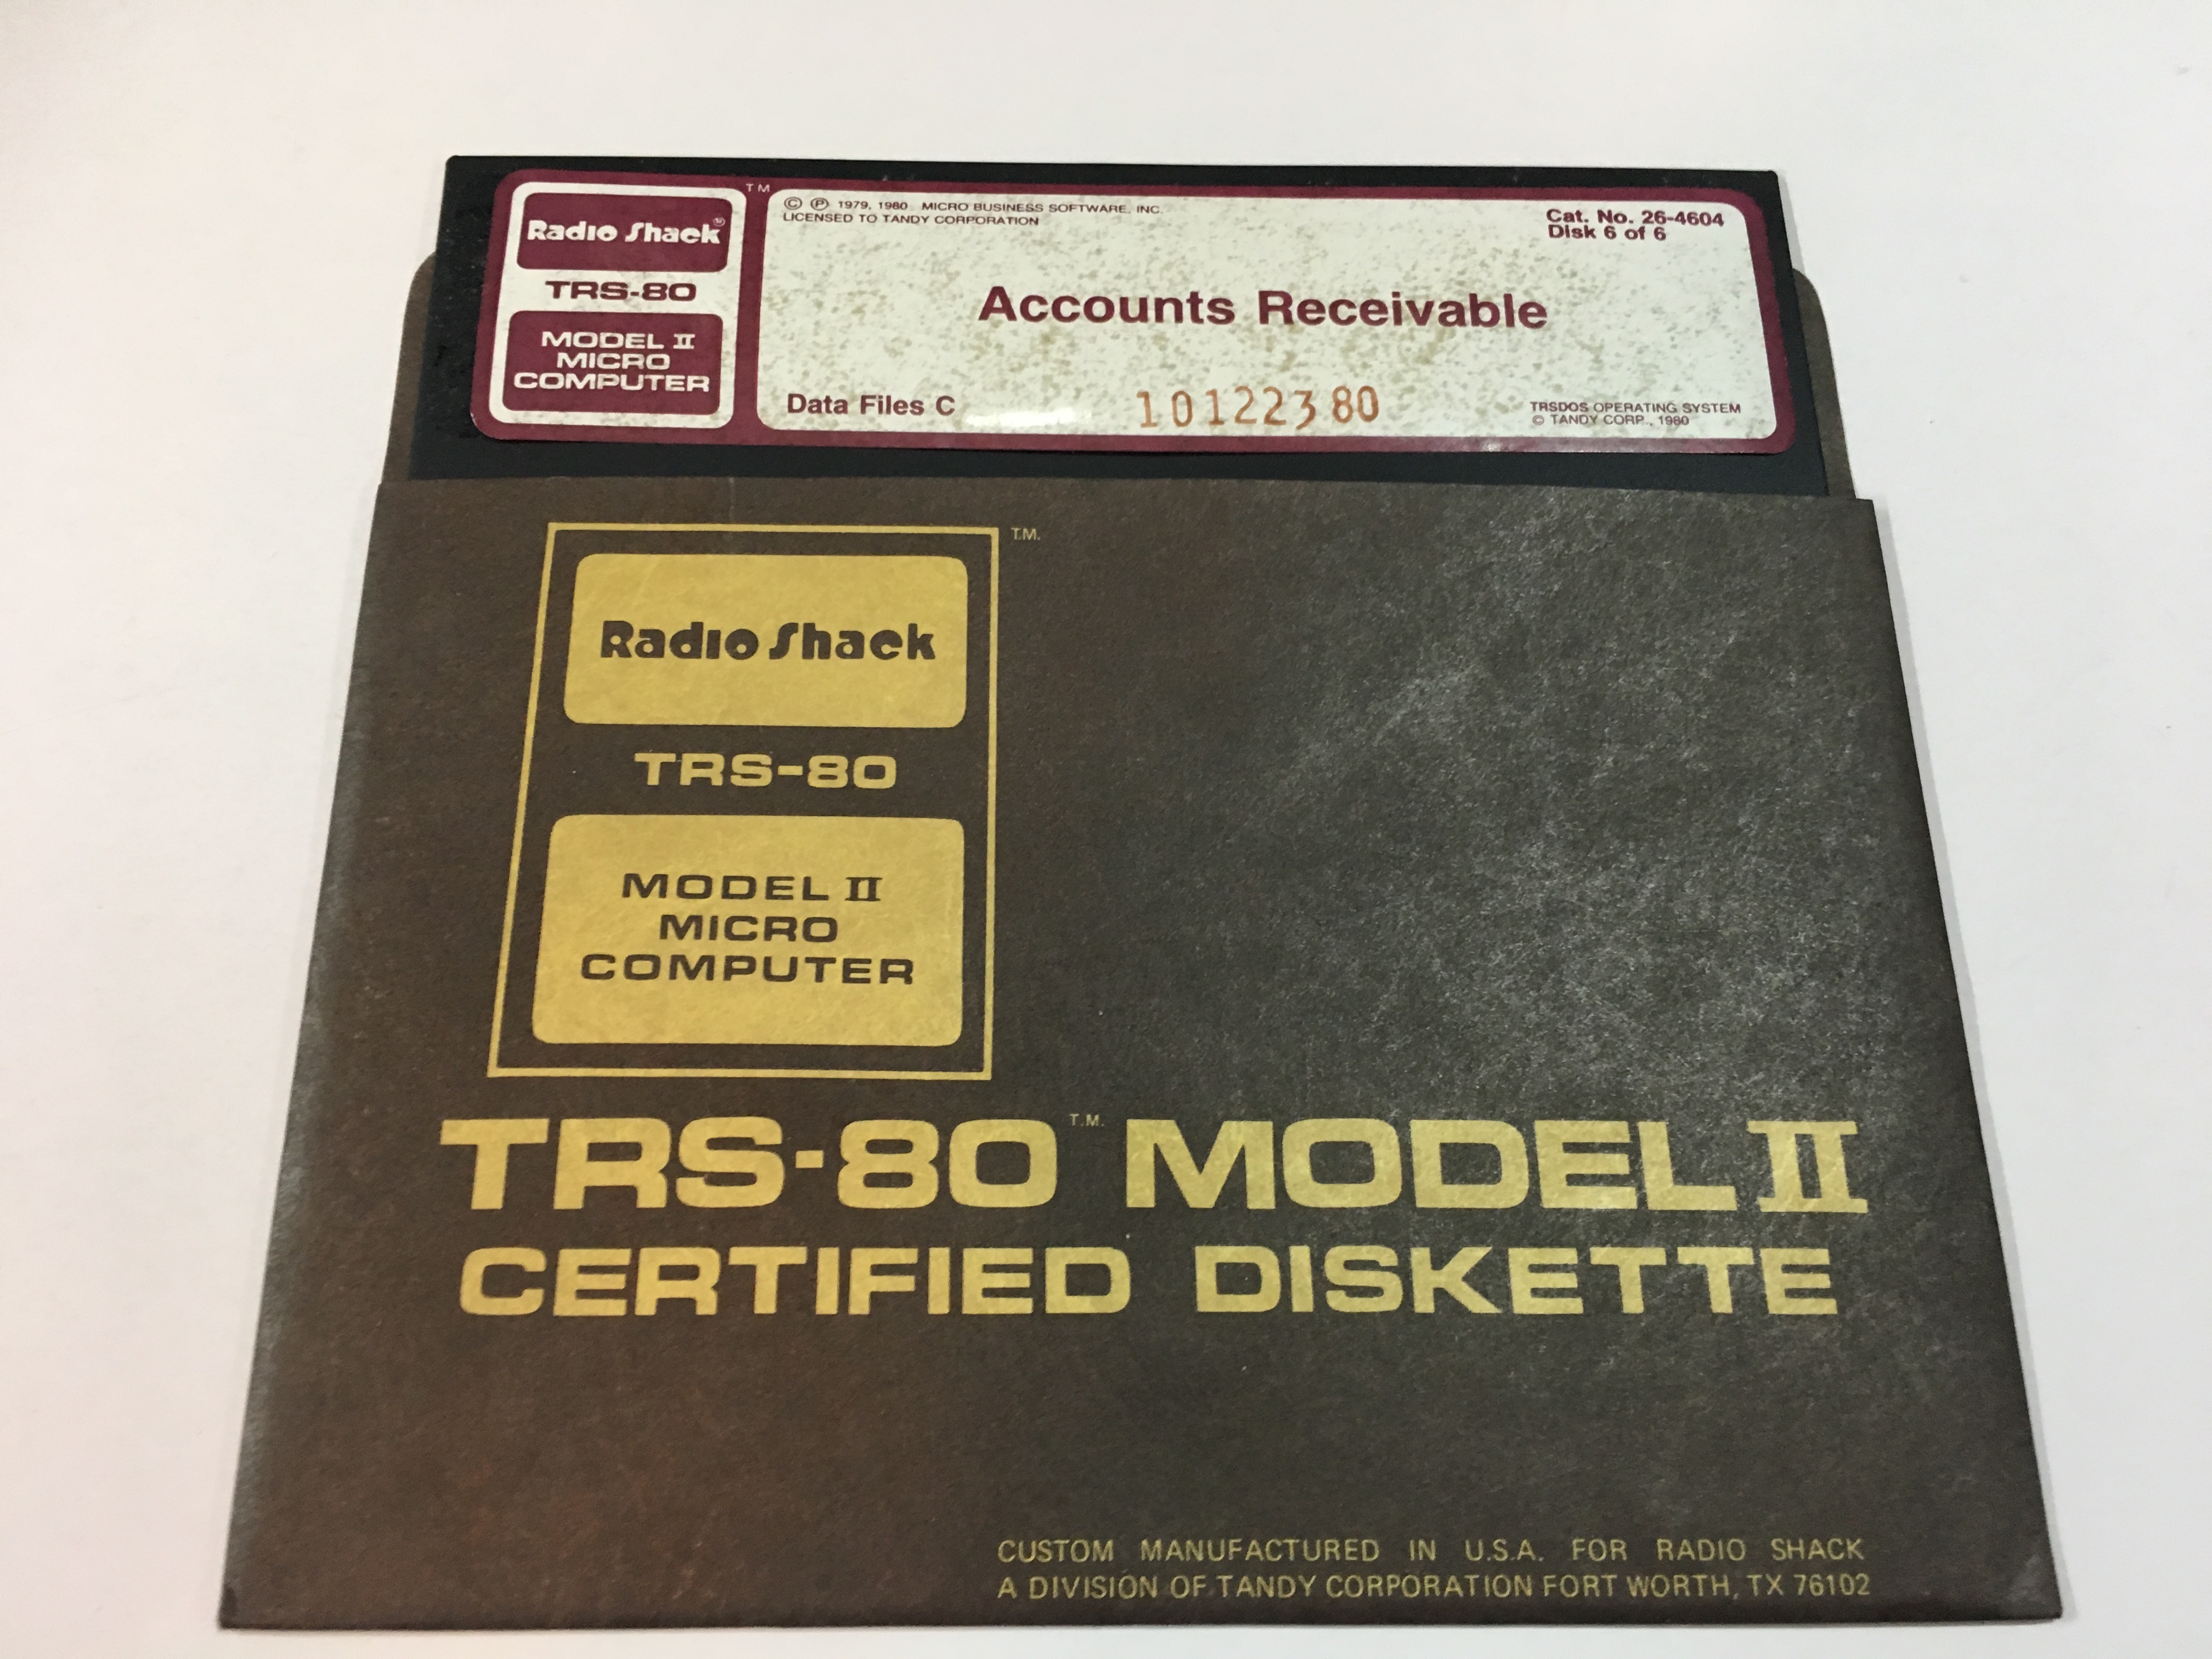 Radio Shack®
TRS-80
MODEL II
MICRO
COMPUTER
TM
© ℗ 1979, 1980 MICRO BUSINESS SOFTWARE, INC.
LICENSED TO TANDY CORPORATION
Cat. No. 26-4604
Disk 6 of 6
Accounts Receivable
Data Files C
10122380
TRSDOS OPERATING SYSTEM
© TANDY CORP., 1980
T.M.
Radio Shack
TRS-80
MODEL II
MICRO
COMPUTER
TRS-80 T.M. MODEL II
CERTIFIED DISKETTE
CUSTOM MANUFACTURED IN U.S.A. FOR RADIO SHACK
A DIVISION OF TANDY CORPORATION FORT WORTH, TX 76102